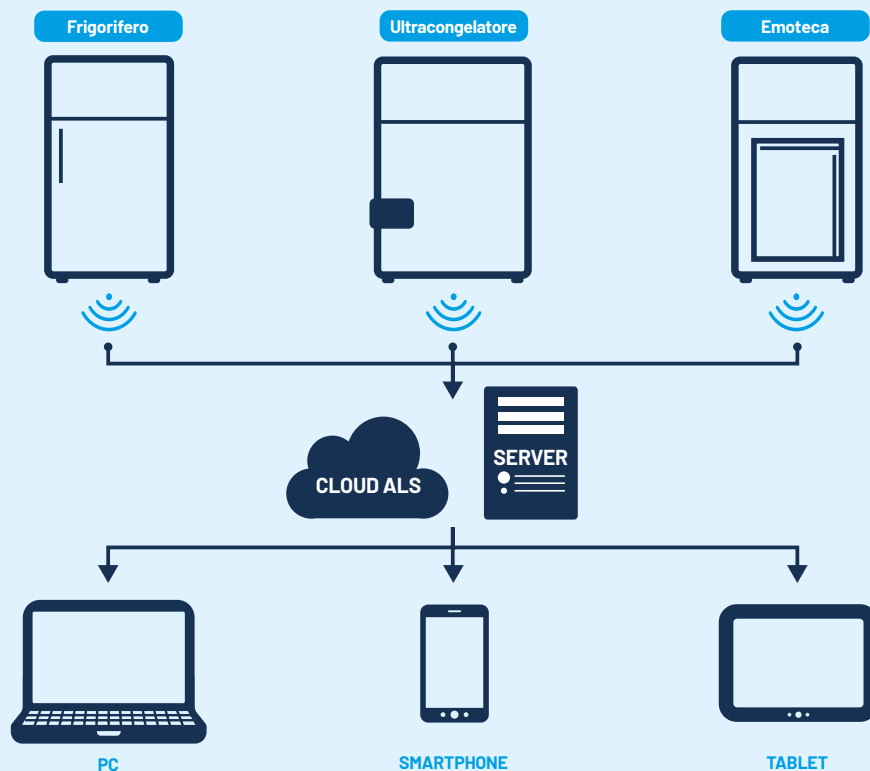 Frigorifero
Ultracongelatore
Emoteca
CLOUD ALS
SERVER
PC
SMARTPHONE
TABLET